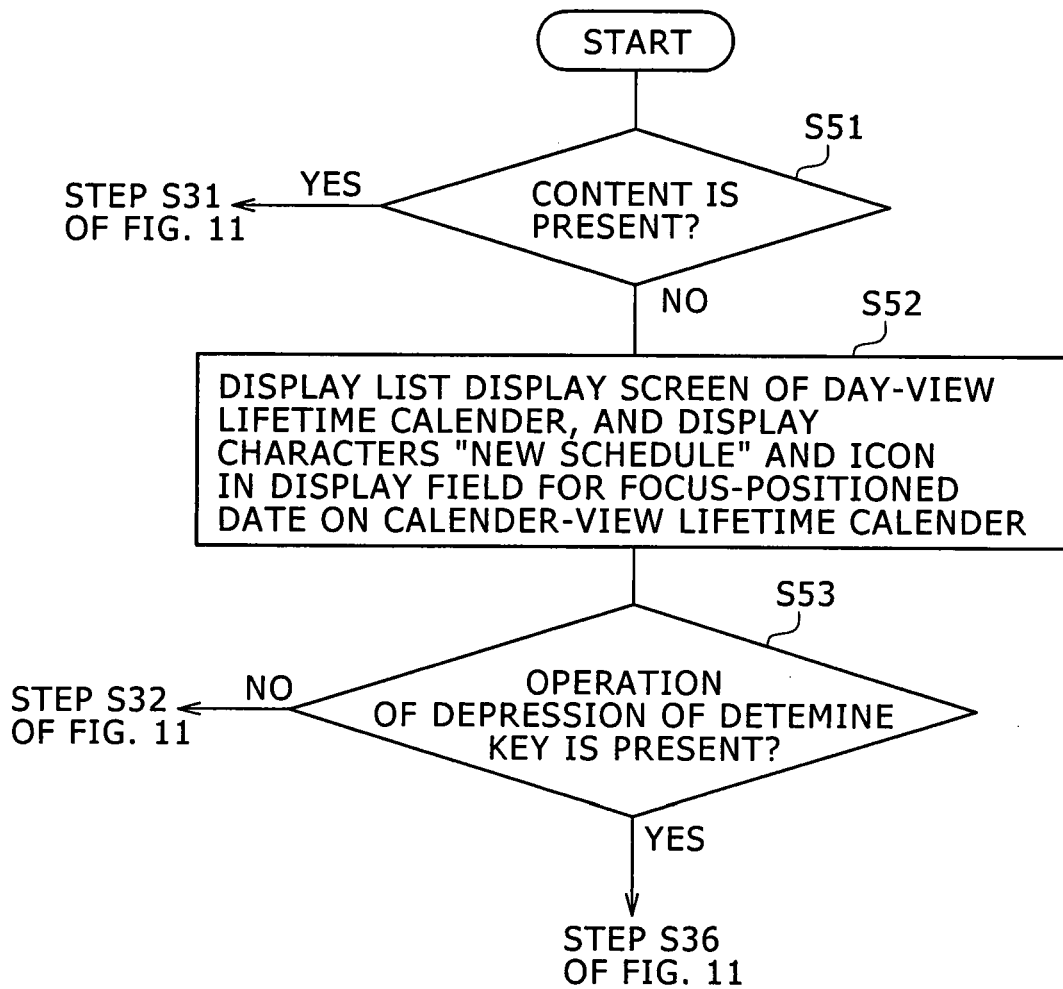 START
S51
CONTENT IS
PRESENT?
YES
STEP S31
OF FIG. 11
NO
S52
DISPLAY LIST DISPLAY SCREEN OF DAY-VIEW
LIFETIME CALENDER, AND DISPLAY
CHARACTERS "NEW SCHEDULE" AND ICON
IN DISPLAY FIELD FOR FOCUS-POSITIONED
DATE ON CALENDER-VIEW LIFETIME CALENDER
S53
OPERATION
OF DEPRESSION OF DETEMINE
KEY IS PRESENT?
NO
STEP S32
OF FIG. 11
YES
STEP S36
OF FIG. 11